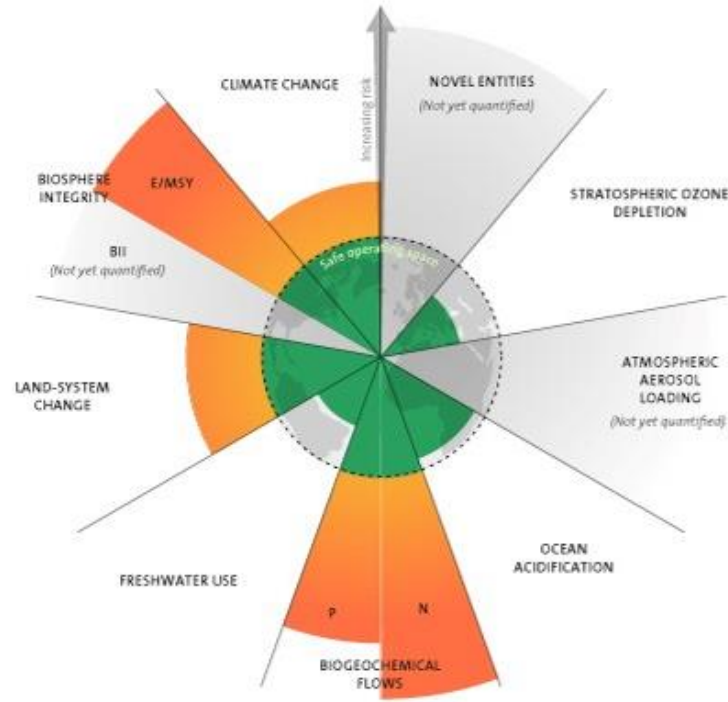 CLIMATE CHANGE
Increasing risk
NOVEL ENTITIES
(Not yet quantified)
STRATOSPHERIC OZONE
DEPLETION
BIOSPHERE
INTEGRITY
E/MSY
BII
(Not yet quantified)
Safe operating space
LAND-SYSTEM
CHANGE
ATMOSPHERIC
AEROSOL
LOADING
(Not yet quantified)
FRESHWATER USE
OCEAN
ACIDIFICATION
P
N
BIOGEOCHEMICAL
FLOWS